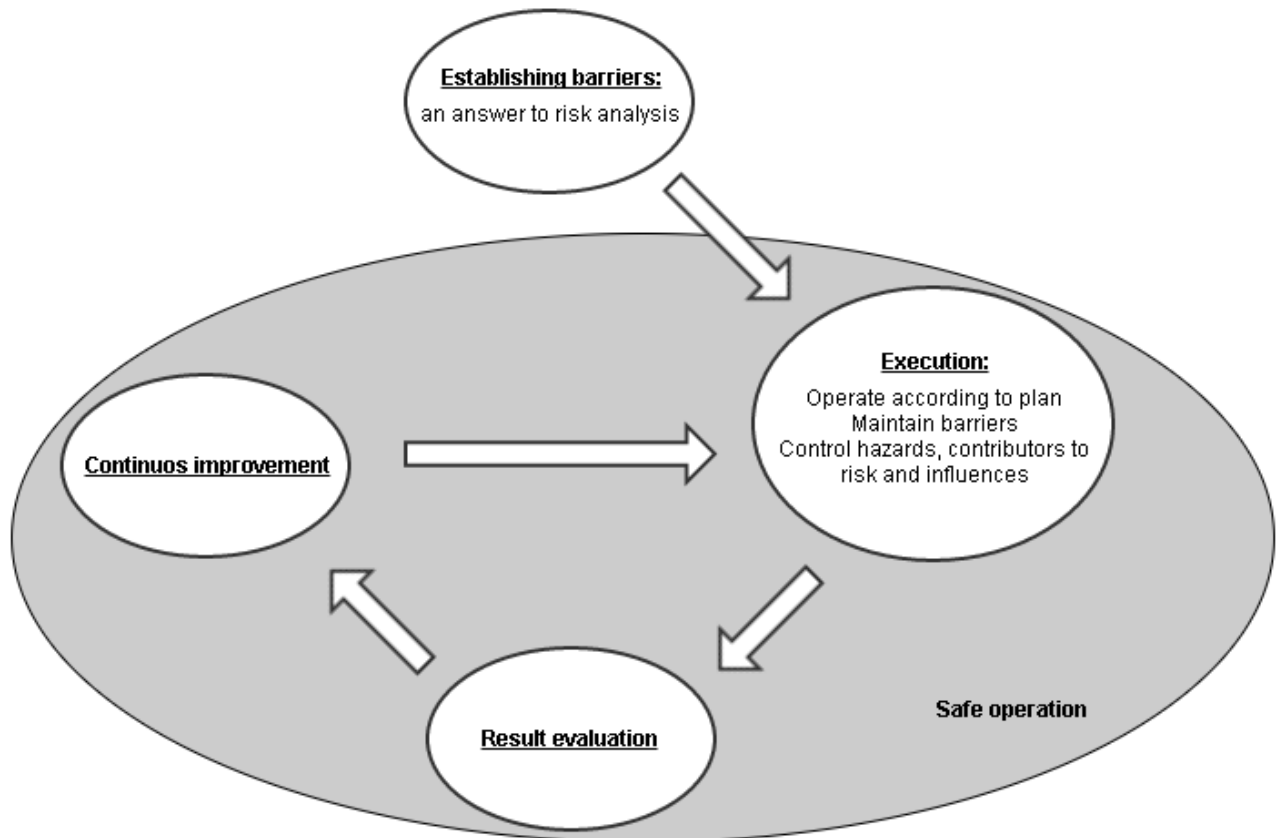 Establishing barriers:
an answer to risk analysis
Execution:
Operate according to plan
Maintain barriers
Control hazards, contributors to
risk and influences
Continuos improvement
Result evaluation
Safe operation